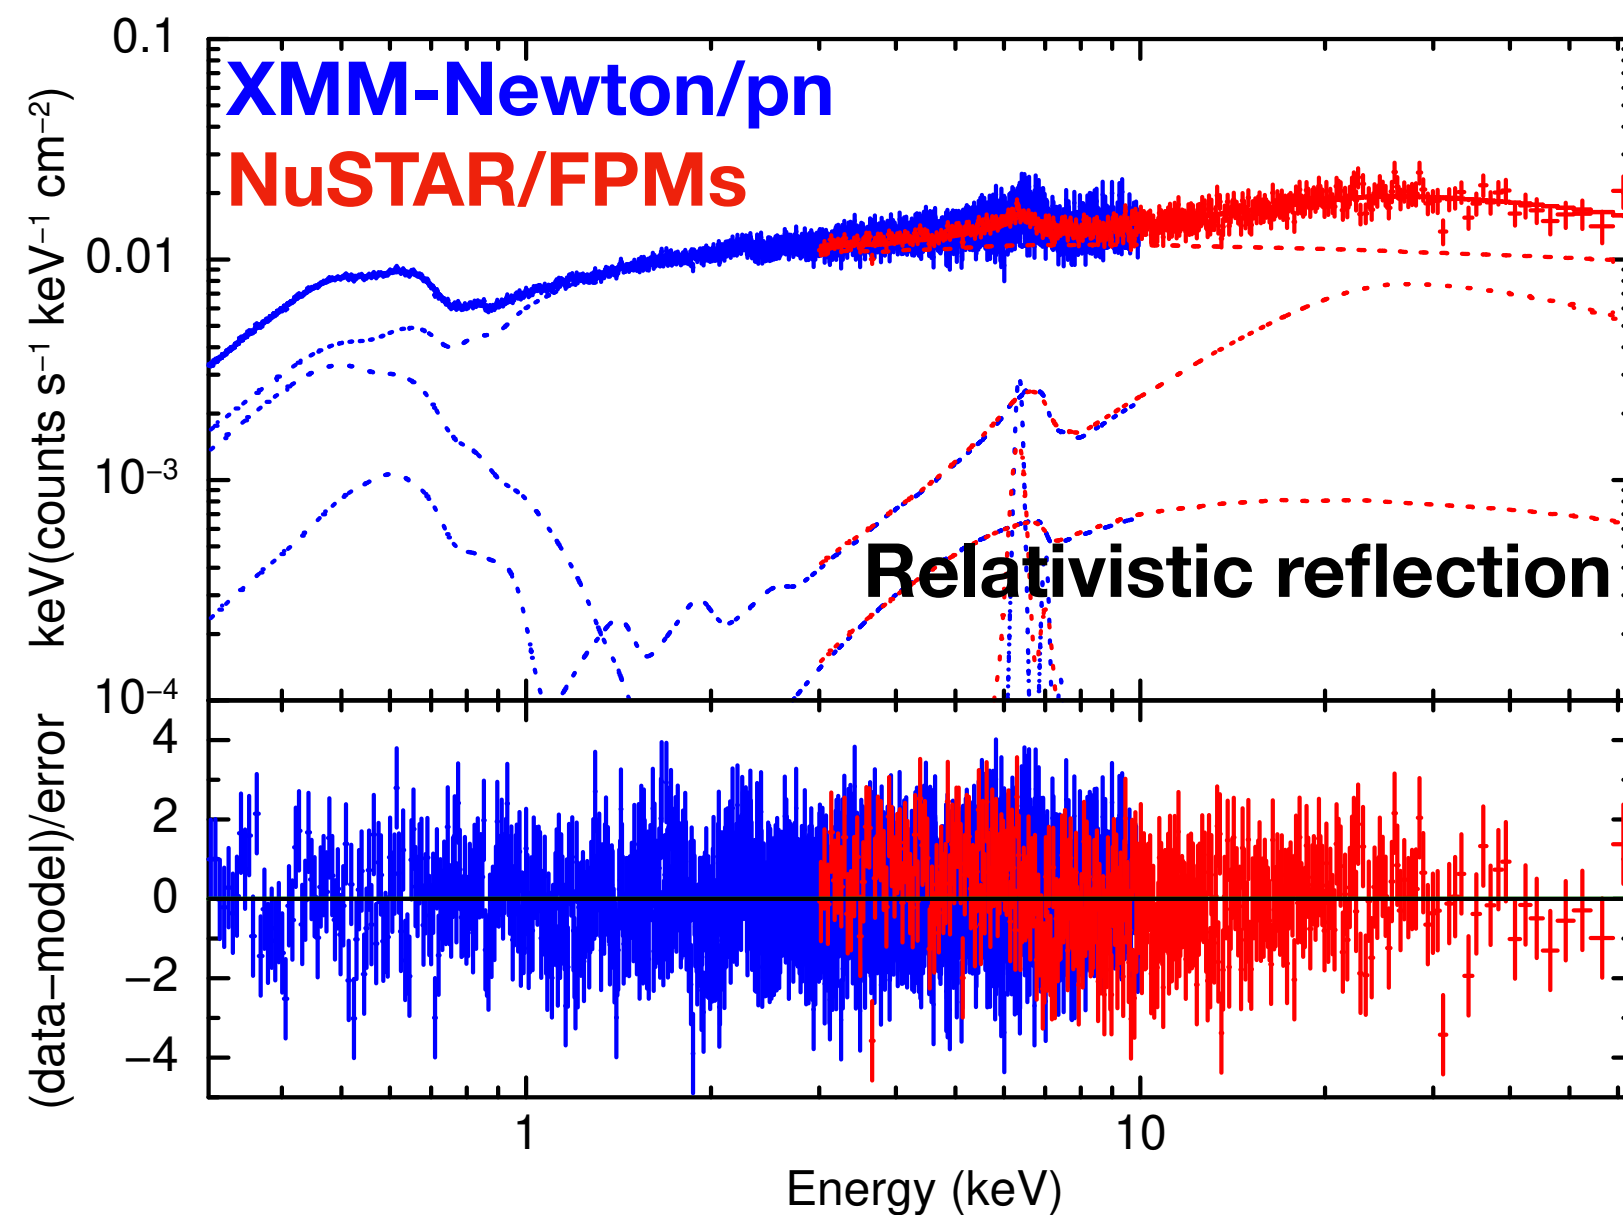 0.1
XMM-Newton/pn
NuSTAR/FPMs
0.01
10⁻³
10⁻⁴
keV(counts s⁻¹ keV⁻¹ cm⁻²)
Relativistic reflection
4
2
0
−2
−4
(data−model)/error
1
10
Energy (keV)